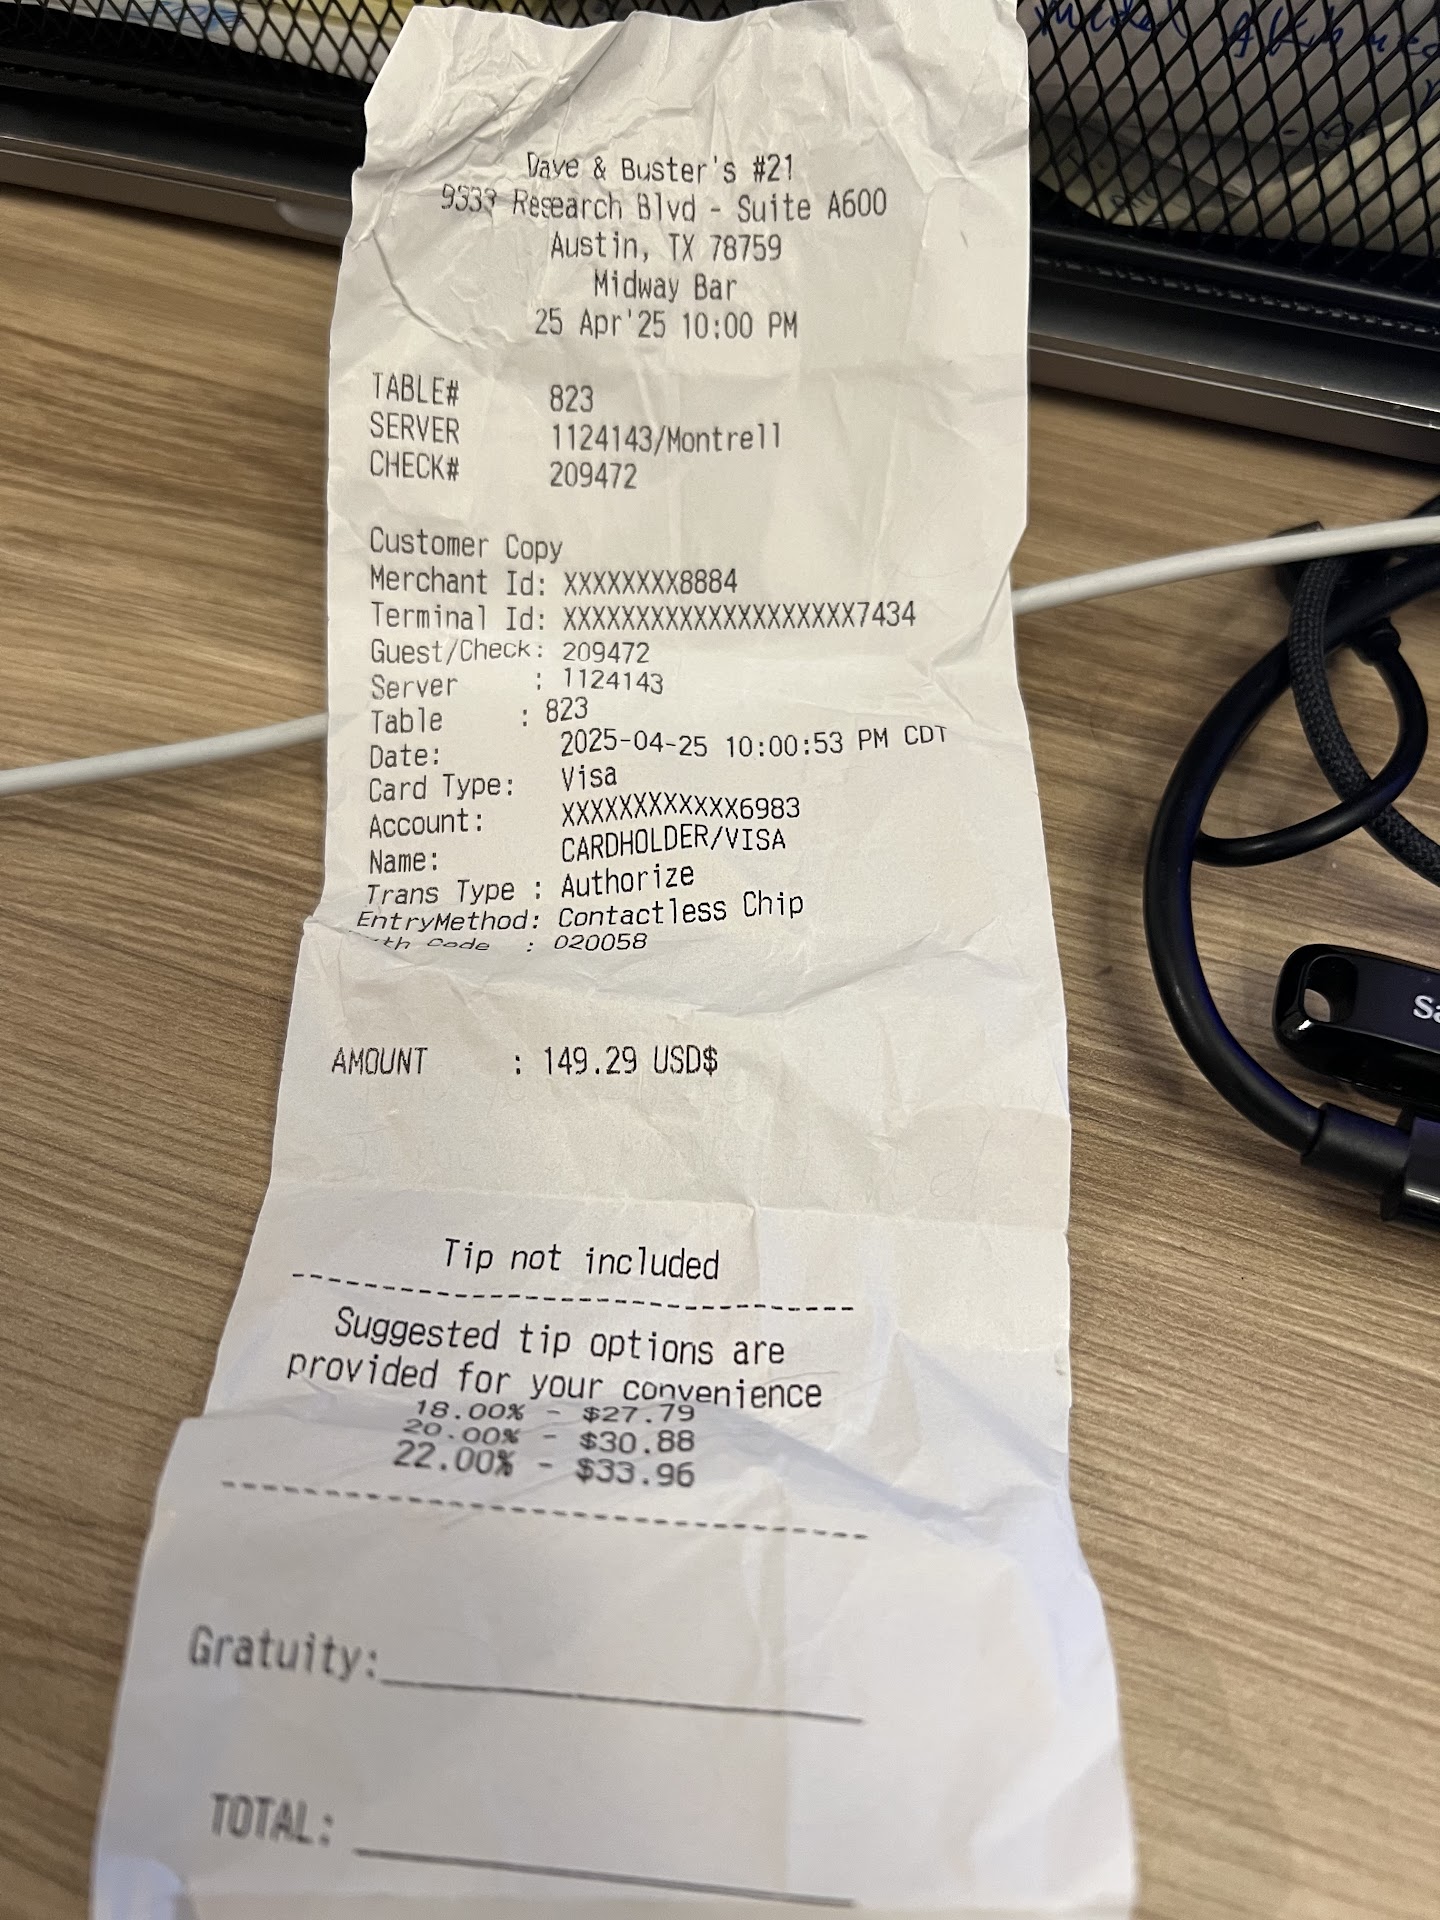 Dave & Buster's #21
9333 Research Blvd - Suite A600
Austin, TX 78759
Midway Bar
25 Apr'25 10:00 PM
TABLE# 823
SERVER 1124143/Montrell
CHECK# 209472
Customer Copy
Merchant Id: XXXXXXXX8884
Terminal Id: XXXXXXXXXXXXXXXXXXXX7434
Guest/Check: 209472
Server : 1124143
Table : 823
Date: 2025-04-25 10:00:53 PM CDT
Card Type: Visa
Account: XXXXXXXXXXXX6983
Name: CARDHOLDER/VISA
Trans Type : Authorize
EntryMethod: Contactless Chip
Code : 020058
AMOUNT : 149.29 USD$
Tip not included
Suggested tip options are
provided for your convenience
18.00% - $27.79
20.00% - $30.88
22.00% - $33.96
Gratuity:
TOTAL: